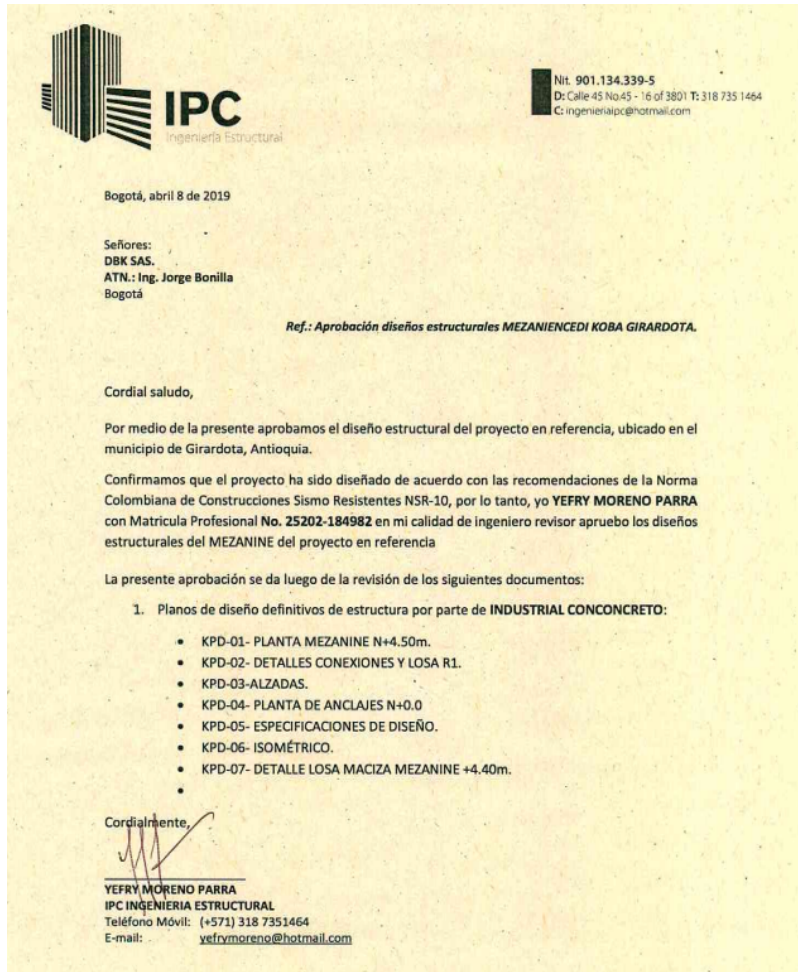 IPC
Ingeniería Estructural
Nit. 901.134.339-5
D: Calle 45 No.45 - 16 of 3801 T: 318 735 1464
C: ingenieriaipc@hotmail.com
Bogotá, abril 8 de 2019
Señores:
DBK SAS.
ATN.: Ing. Jorge Bonilla
Bogotá
Ref.: Aprobación diseños estructurales MEZANIENCEDI KOBA GIRARDOTA.
Cordial saludo,
Por medio de la presente aprobamos el diseño estructural del proyecto en referencia, ubicado en el
municipio de Girardota, Antioquia.
Confirmamos que el proyecto ha sido diseñado de acuerdo con las recomendaciones de la Norma
Colombiana de Construcciones Sismo Resistentes NSR-10, por lo tanto, yo YEFRY MORENO PARRA
con Matricula Profesional No. 25202-184982 en mi calidad de ingeniero revisor apruebo los diseños
estructurales del MEZANINE del proyecto en referencia
La presente aprobación se da luego de la revisión de los siguientes documentos:
1. Planos de diseño definitivos de estructura por parte de INDUSTRIAL CONCONCRETO:
• KPD-01- PLANTA MEZANINE N+4.50m.
• KPD-02- DETALLES CONEXIONES Y LOSA R1.
• KPD-03-ALZADAS.
• KPD-04- PLANTA DE ANCLAJES N+0.0
• KPD-05- ESPECIFICACIONES DE DISEÑO.
• KPD-06- ISOMÉTRICO.
• KPD-07- DETALLE LOSA MACIZA MEZANINE +4.40m.
•
Cordialmente,
YEFRY MORENO PARRA
IPC INGENIERIA ESTRUCTURAL
Teléfono Móvil: (+571) 318 7351464
E-mail: yefrymoreno@hotmail.com